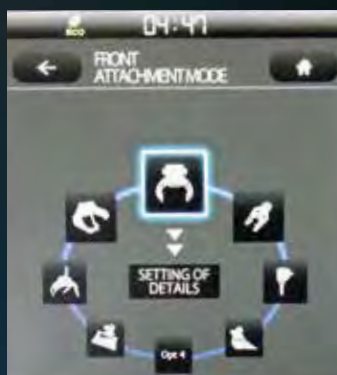 ECO
04:47
FRONT
ATTACHMENT MODE
SETTING OF
DETAILS
Opt 4